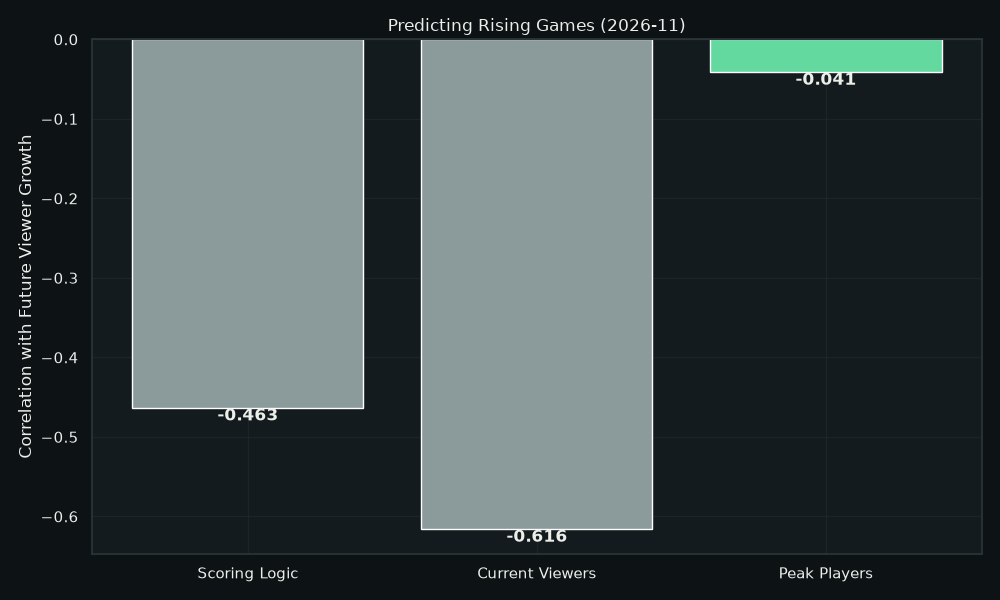 Predicting Rising Games (2026-11)
Correlation with Future Viewer Growth
0.0
−0.1
−0.2
−0.3
−0.4
−0.5
−0.6
-0.463
-0.616
-0.041
Scoring Logic
Current Viewers
Peak Players